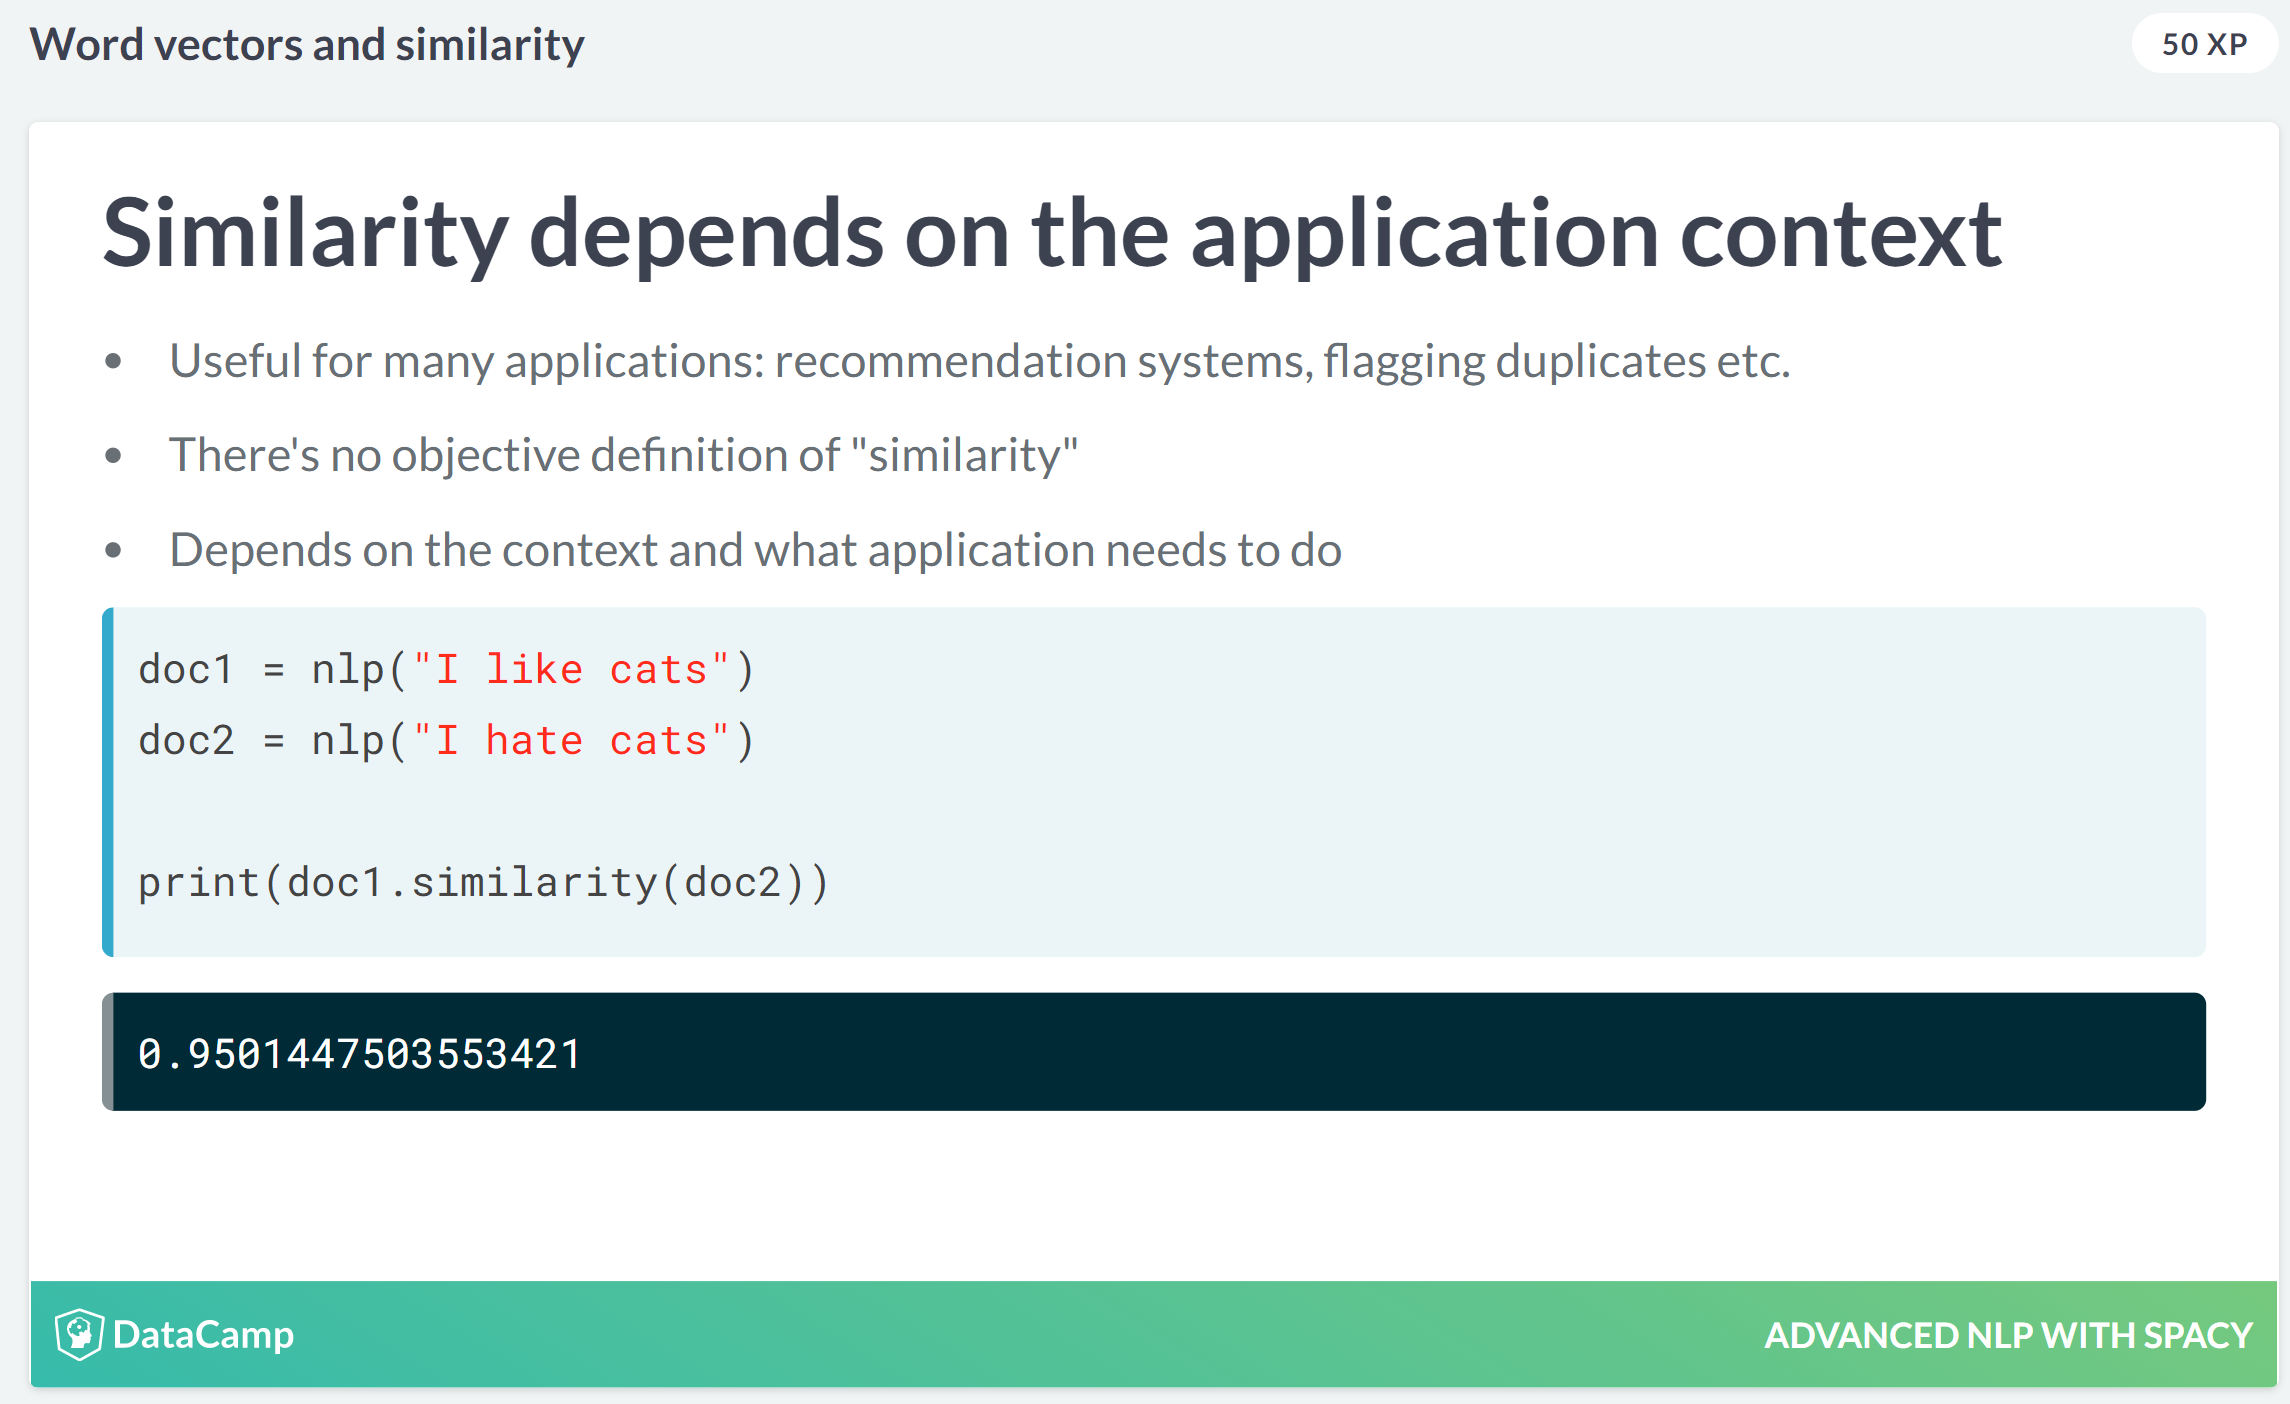 Word vectors and similarity
50 XP
Similarity depends on the application context
• Useful for many applications: recommendation systems, flagging duplicates etc.
• There's no objective definition of "similarity"
• Depends on the context and what application needs to do
doc1 = nlp("I like cats")
doc2 = nlp("I hate cats")
print(doc1.similarity(doc2))
0.9501447503553421
DataCamp
ADVANCED NLP WITH SPACY